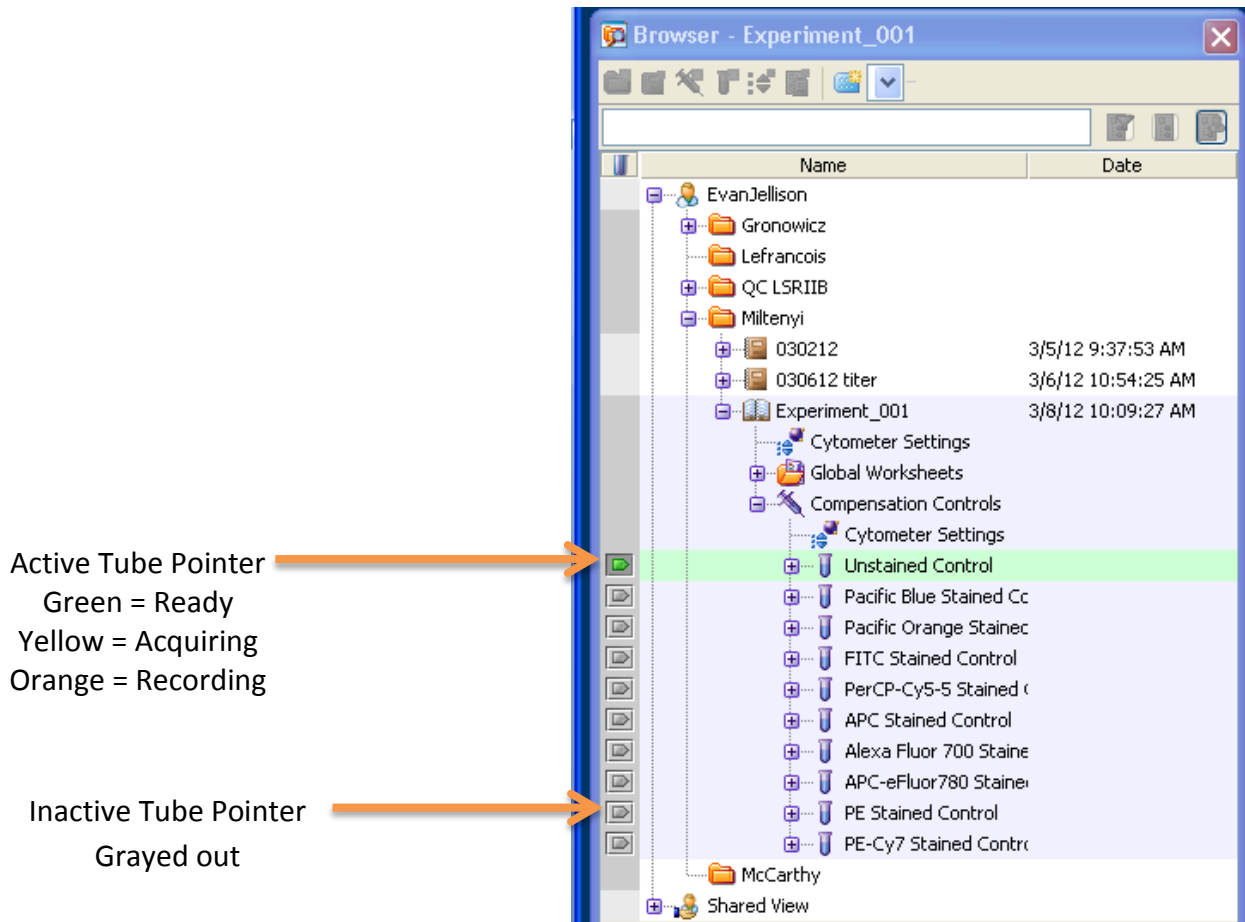 Browser - Experiment_001
Name Date
EvanJellison
Gronowicz
Lefrancois
QC LSRIIB
Miltenyi
030212 3/5/12 9:37:53 AM
030612 titer 3/6/12 10:54:25 AM
Experiment_001 3/8/12 10:09:27 AM
Cytometer Settings
Global Worksheets
Compensation Controls
Cytometer Settings
Unstained Control
Pacific Blue Stained Co
Pacific Orange Stained
FITC Stained Control
PerCP-Cy5-5 Stained
APC Stained Control
Alexa Fluor 700 Staine
APC-eFluor780 Stained
PE Stained Control
PE-Cy7 Stained Contro
McCarthy
Shared View
Active Tube Pointer
Green = Ready
Yellow = Acquiring
Orange = Recording
Inactive Tube Pointer
Grayed out